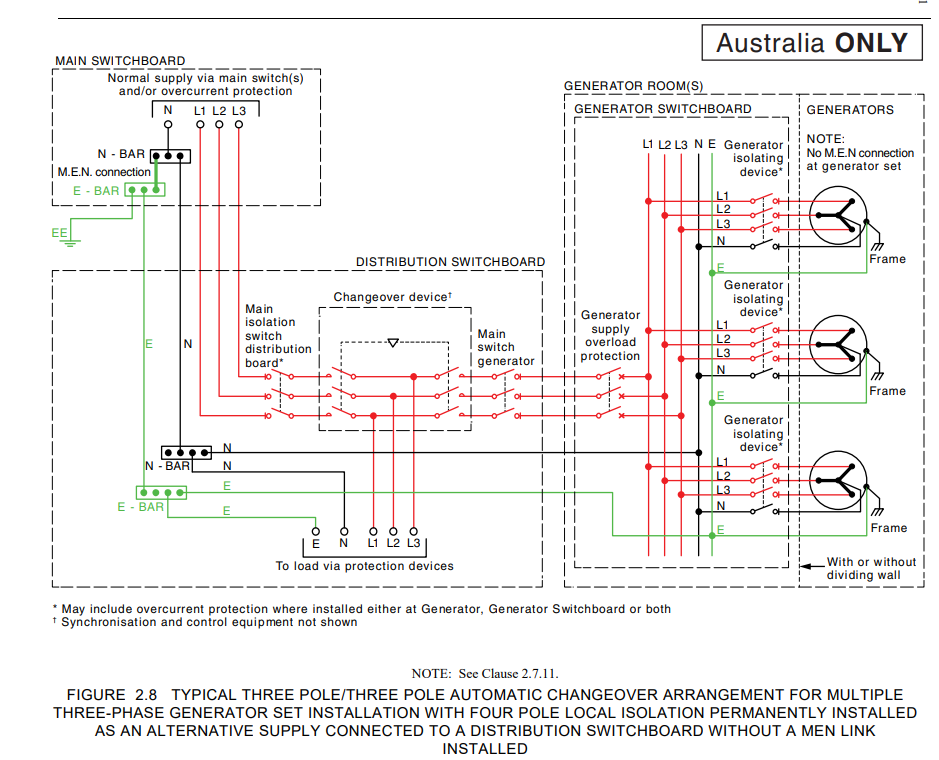 Australia ONLY
MAIN SWITCHBOARD
Normal supply via main switch(s)
and/or overcurrent protection
N L1 L2 L3
N - BAR
M.E.N. connection
E - BAR
EE
E
N
GENERATOR ROOM(S)
GENERATOR SWITCHBOARD
L1 L2 L3 N E
Generator
isolating
device*
L1
L2
L3
N
E
Generator
isolating
device*
L1
L2
L3
N
E
Generator
isolating
device*
L1
L2
L3
N
E
GENERATORS
NOTE:
No M.E.N connection
at generator set
Frame
Frame
Frame
With or without
dividing wall
DISTRIBUTION SWITCHBOARD
Changeover device†
Main
isolation
switch
distribution
board*
Main
switch
generator
Generator
supply
overload
protection
N
N - BAR N
E
E - BAR
E
E N L1 L2 L3
To load via protection devices
* May include overcurrent protection where installed either at Generator, Generator Switchboard or both
† Synchronisation and control equipment not shown
NOTE: See Clause 2.7.11.
FIGURE 2.8 TYPICAL THREE POLE/THREE POLE AUTOMATIC CHANGEOVER ARRANGEMENT FOR MULTIPLE
THREE-PHASE GENERATOR SET INSTALLATION WITH FOUR POLE LOCAL ISOLATION PERMANENTLY INSTALLED
AS AN ALTERNATIVE SUPPLY CONNECTED TO A DISTRIBUTION SWITCHBOARD WITHOUT A MEN LINK
INSTALLED